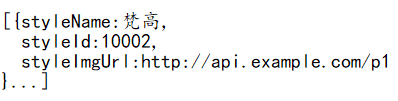 [{styleName:梵高,
styleId:10002,
styleImgUrl:http://api.example.com/p1
}...]